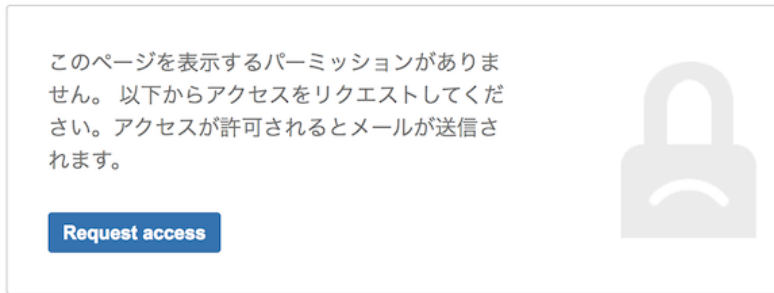 このページを表示するパーミッションがありま
せん。 以下からアクセスをリクエストしてくだ
さい。アクセスが許可されるとメールが送信さ
れます。
Request access